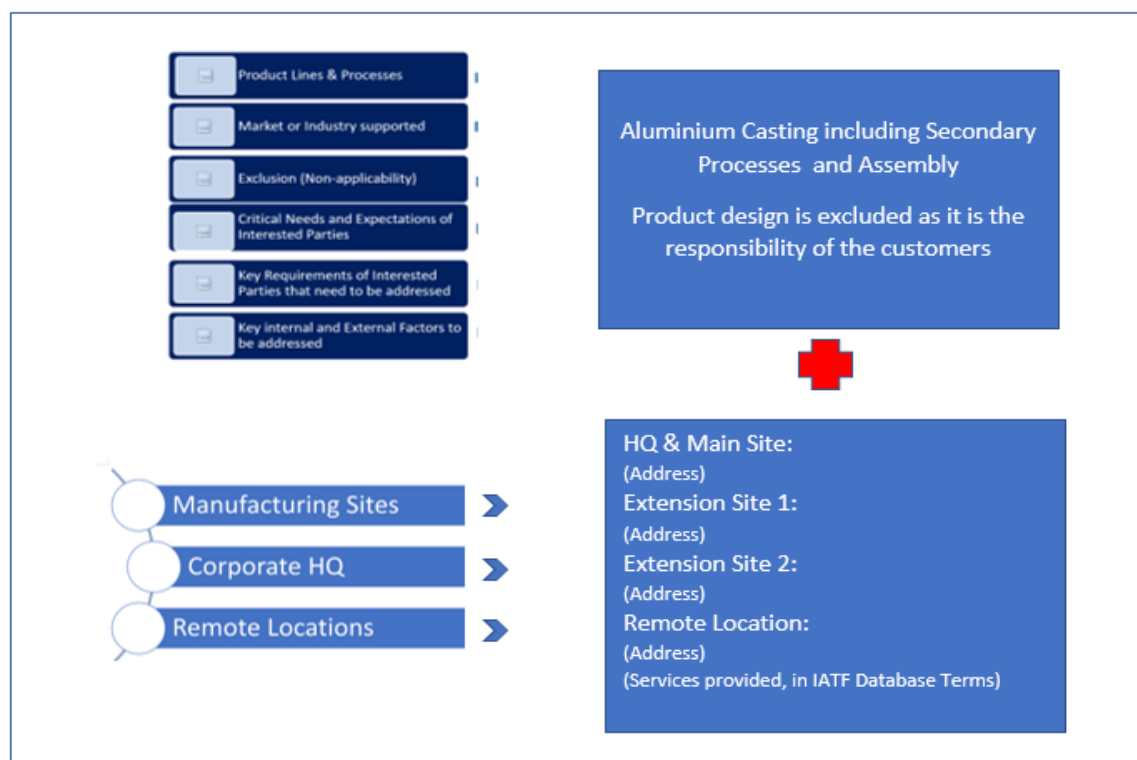 Product Lines & Processes
Market or Industry supported
Exclusion (Non-applicability)
Critical Needs and Expectations of
Interested Parties
Key Requirements of Interested
Parties that need to be addressed
Key internal and External Factors to
be addressed
Aluminium Casting including Secondary
Processes and Assembly
Product design is excluded as it is the
responsibility of the customers
Manufacturing Sites
Corporate HQ
Remote Locations
HQ & Main Site:
(Address)
Extension Site 1:
(Address)
Extension Site 2:
(Address)
Remote Location:
(Address)
(Services provided, in IATF Database Terms)